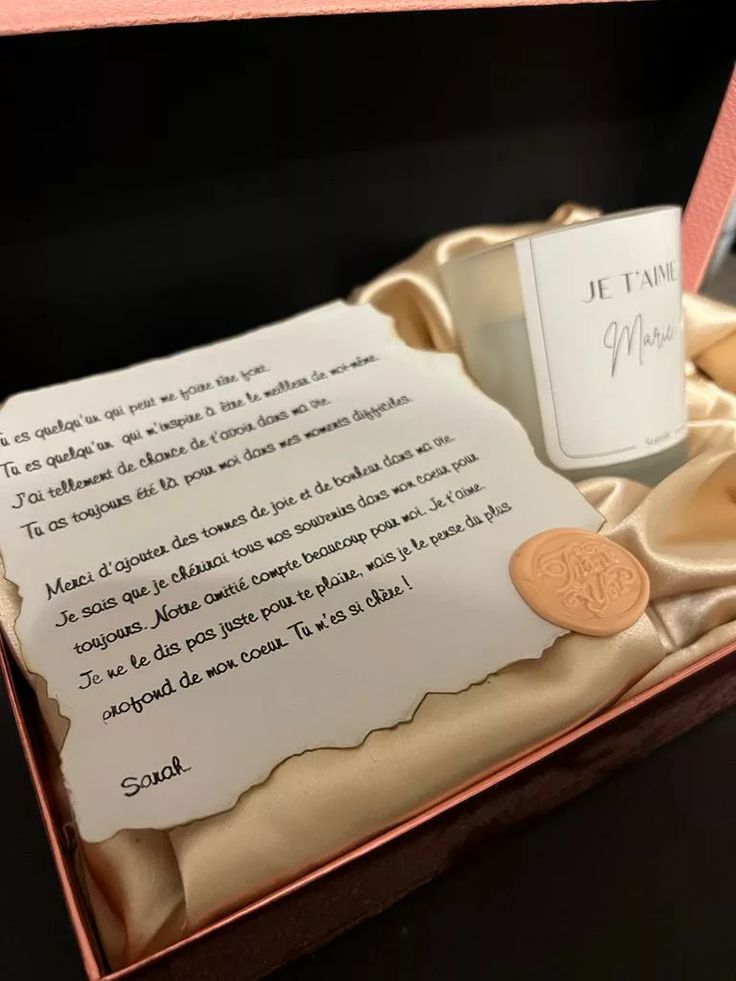 Tu es quelqu'un qui peut me faire rire fort.
Tu es quelqu'un qui m'inspire à être le meilleur de moi-même.
J'ai tellement de chance de t'avoir dans ma vie.
Tu as toujours été là pour moi dans mes moments difficiles.
Merci d'ajouter des tonnes de joie et de bonheur dans ma vie.
Je sais que je chérirai tous nos souvenirs dans mon coeur pour
toujours. Notre amitié compte beaucoup pour moi. Je t'aime.
Je ne le dis pas juste pour te plaire, mais je le pense du plus
profond de mon coeur. Tu m'es si chère !
Sarah
JE T'AIME
Marie
Sarah
Thank
You